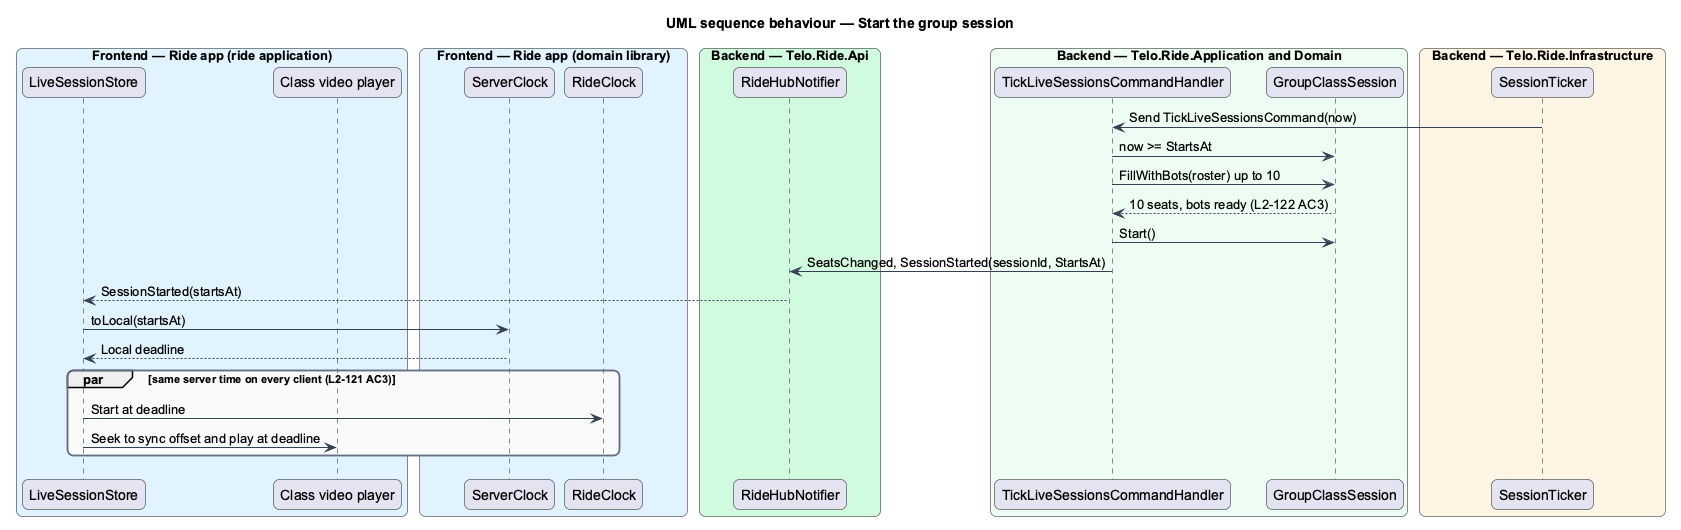 UML sequence behaviour — Start the group session
Frontend — Ride app (ride application)
Frontend — Ride app (domain library)
Backend — Telo.Ride.Api
Backend — Telo.Ride.Application and Domain
Backend — Telo.Ride.Infrastructure
LiveSessionStore
Class video player
ServerClock
RideClock
RideHubNotifier
TickLiveSessionsCommandHandler
GroupClassSession
SessionTicker
Send TickLiveSessionsCommand(now)
now >= StartsAt
FillWithBots(roster) up to 10
10 seats, bots ready (L2-122 AC3)
Start()
SeatsChanged, SessionStarted(sessionId, StartsAt)
SessionStarted(startsAt)
toLocal(startsAt)
Local deadline
par
[same server time on every client (L2-121 AC3)]
Start at deadline
Seek to sync offset and play at deadline
LiveSessionStore
Class video player
ServerClock
RideClock
RideHubNotifier
TickLiveSessionsCommandHandler
GroupClassSession
SessionTicker